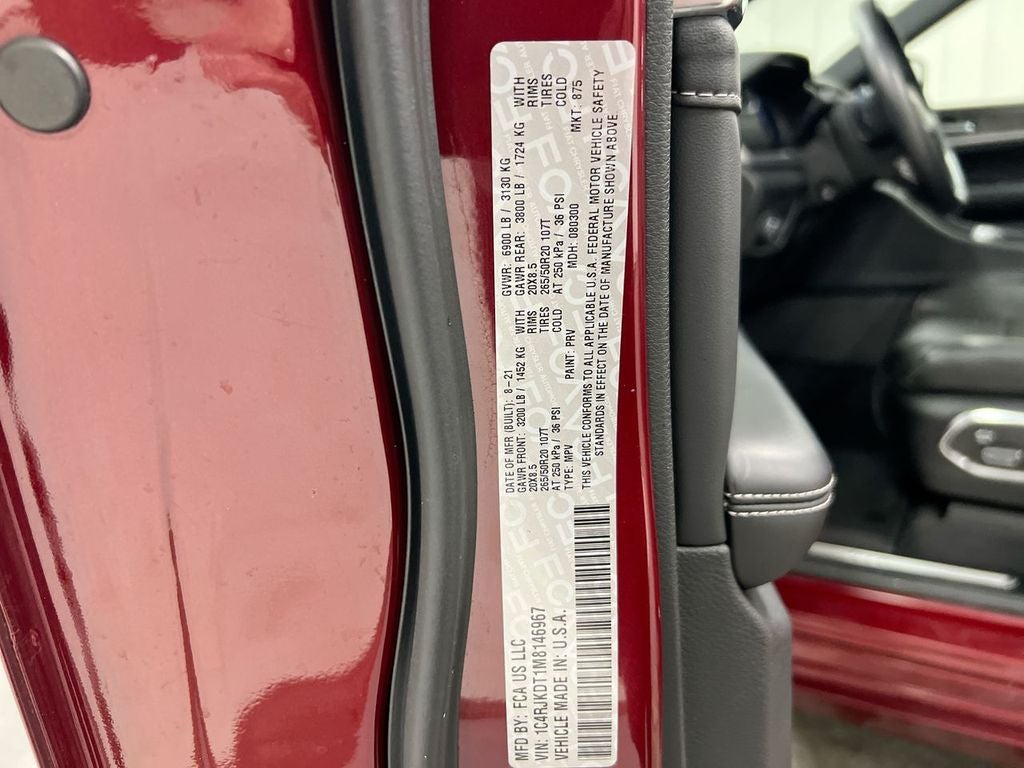 MFD BY: FCA US LLC
DATE OF MFR (BUILT): 8-21
GVWR: 6900 LB / 3130 KG
GAWR FRONT: 3200 LB / 1452 KG WITH
GAWR REAR: 3800 LB / 1724 KG WITH
20X8.5 RIMS
20X8.5 RIMS
265/50R20 107T TIRES
265/50R20 107T TIRES
AT 250 kPa / 36 PSI COLD
AT 250 kPa / 36 PSI COLD
VIN: 1C4RJKDT1M8146967
TYPE: MPV PAINT: PRV MDH: 080300 MKT: 875
VEHICLE MADE IN: U.S.A.
THIS VEHICLE CONFORMS TO ALL APPLICABLE U.S.A. FEDERAL MOTOR VEHICLE SAFETY
STANDARDS IN EFFECT ON THE DATE OF MANUFACTURE SHOWN ABOVE